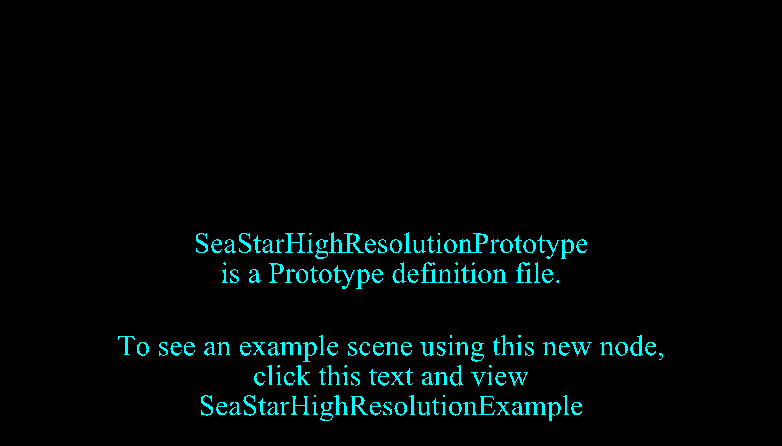 SeaStarHighResolutionPrototype
is a Prototype definition file.
To see an example scene using this new node,
click this text and view
SeaStarHighResolutionExample